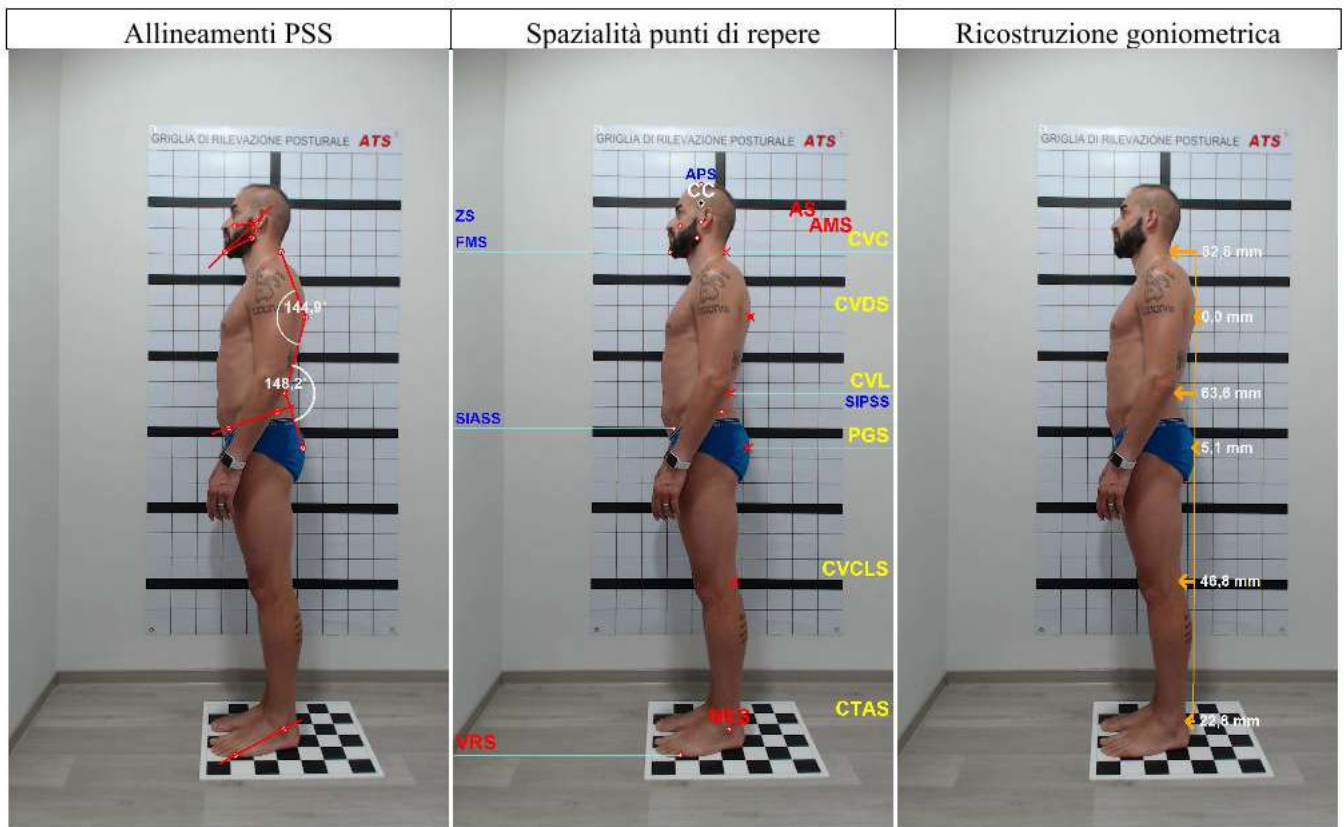 Allineamenti PSS
Spazialità punti di repere
Ricostruzione goniometrica
GRIGLIA DI RILEVAZIONE POSTURALE ATS
144,9°
148,2°
GRIGLIA DI RILEVAZIONE POSTURALE ATS
APS
CC
ZS
AS
AMS
FMS
CVC
CVDS
CVL
SIPSS
SIASS
PGS
CVCLS
CTAS
MES
VRS
GRIGLIA DI RILEVAZIONE POSTURALE ATS
82,8 mm
0,0 mm
63,6 mm
5,1 mm
46,8 mm
22,8 mm